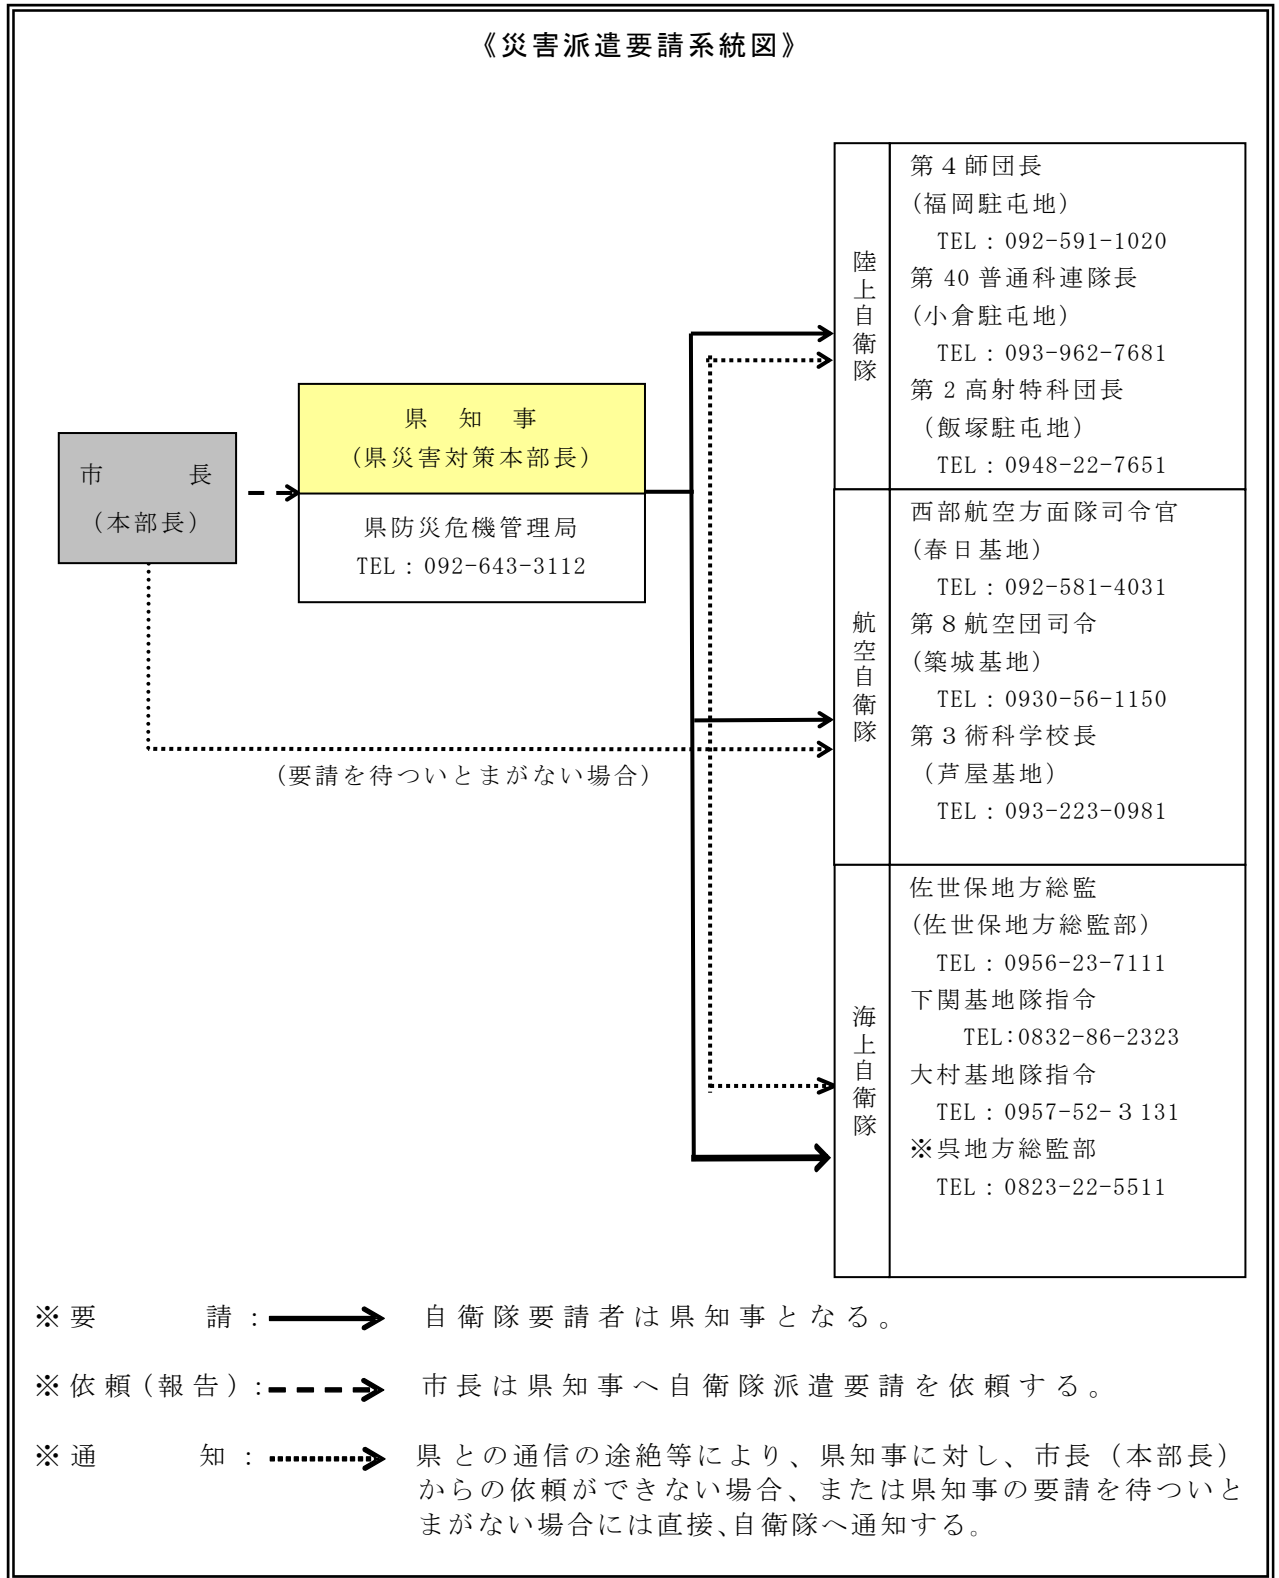 《災害派遣要請系統図》
市　　長
(本部長)
県　知　事
(県災害対策本部長)
県防災危機管理局
TEL：092-643-3112
(要請を待ついとまがない場合)
陸上自衛隊
第4師団長
(福岡駐屯地)
TEL：092-591-1020
第40普通科連隊長
(小倉駐屯地)
TEL：093-962-7681
第2高射特科団長
(飯塚駐屯地)
TEL：0948-22-7651
航空自衛隊
西部航空方面隊司令官
(春日基地)
TEL：092-581-4031
第８航空団司令
(築城基地)
TEL：0930-56-1150
第３術科学校長
(芦屋基地)
TEL：093-223-0981
海上自衛隊
佐世保地方総監
(佐世保地方総監部)
TEL：0956-23-7111
下関基地隊指令
TEL:0832-86-2323
大村基地隊指令
TEL：0957-52-３131
※呉地方総監部
TEL：0823-22-5511
※要　　請：　自衛隊要請者は県知事となる。
※依頼(報告)：　市長は県知事へ自衛隊派遣要請を依頼する。
※通　　知：　県との通信の途絶等により、県知事に対し、市長（本部長）
からの依頼ができない場合、または県知事の要請を待ついと
まがない場合には直接、自衛隊へ通知する。